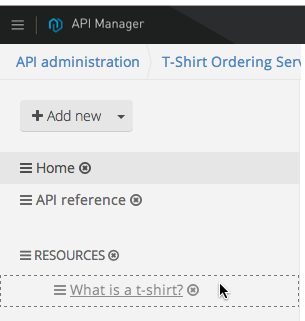 API Manager
API administration T-Shirt Ordering Serv
Add new
Home
API reference
RESOURCES
What is a t-shirt?